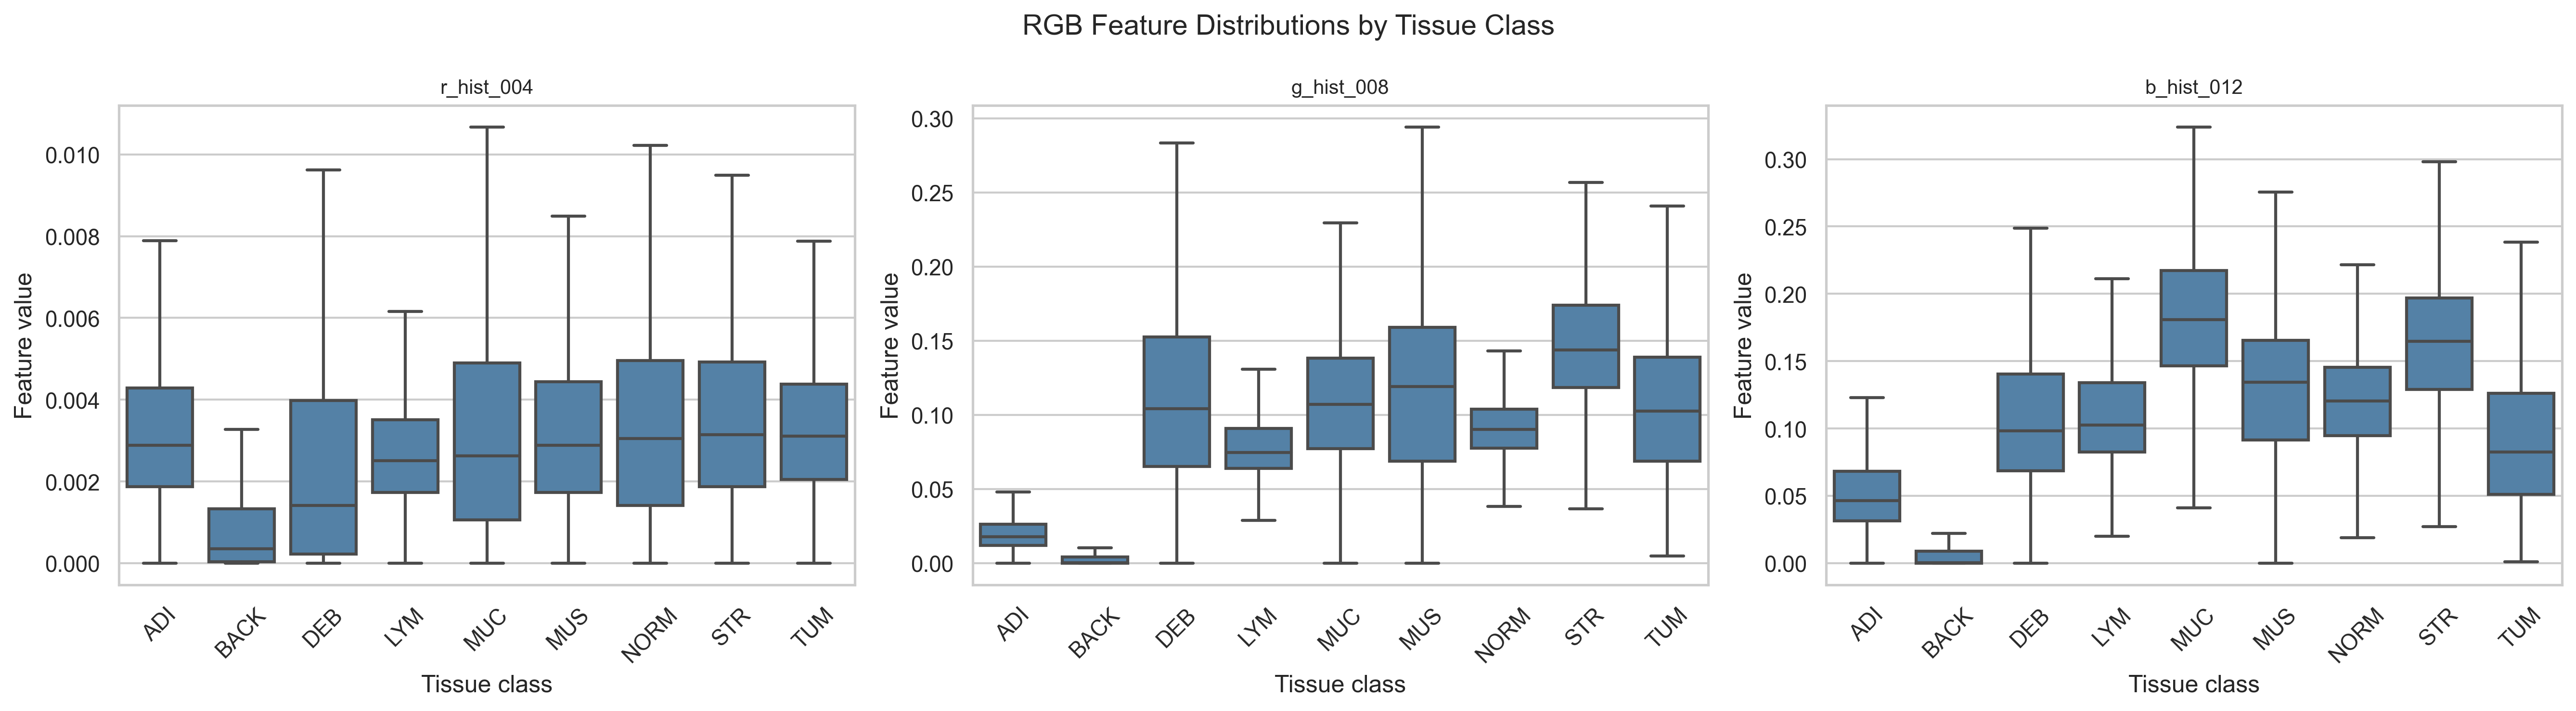 RGB Feature Distributions by Tissue Class
r_hist_004
Feature value
0.010
0.008
0.006
0.004
0.002
0.000
ADI
BACK
DEB
LYM
MUC
MUS
NORM
STR
TUM
Tissue class
g_hist_008
Feature value
0.30
0.25
0.20
0.15
0.10
0.05
0.00
ADI
BACK
DEB
LYM
MUC
MUS
NORM
STR
TUM
Tissue class
b_hist_012
Feature value
0.30
0.25
0.20
0.15
0.10
0.05
0.00
ADI
BACK
DEB
LYM
MUC
MUS
NORM
STR
TUM
Tissue class